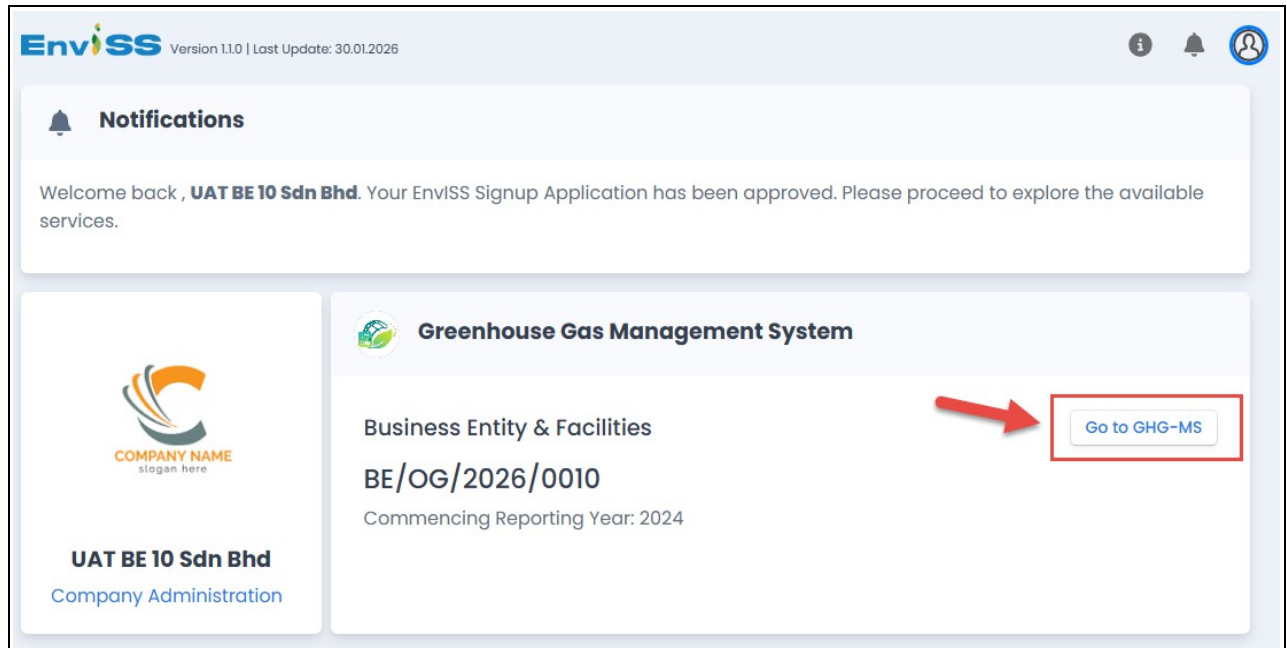 EnvISS Version 1.1.0 | Last Update: 30.01.2026
Notifications
Welcome back , UAT BE 10 Sdn Bhd. Your EnvISS Signup Application has been approved. Please proceed to explore the available
services.
COMPANY NAME
slogan here
UAT BE 10 Sdn Bhd
Company Administration
Greenhouse Gas Management System
Business Entity & Facilities
Go to GHG-MS
BE/OG/2026/0010
Commencing Reporting Year: 2024